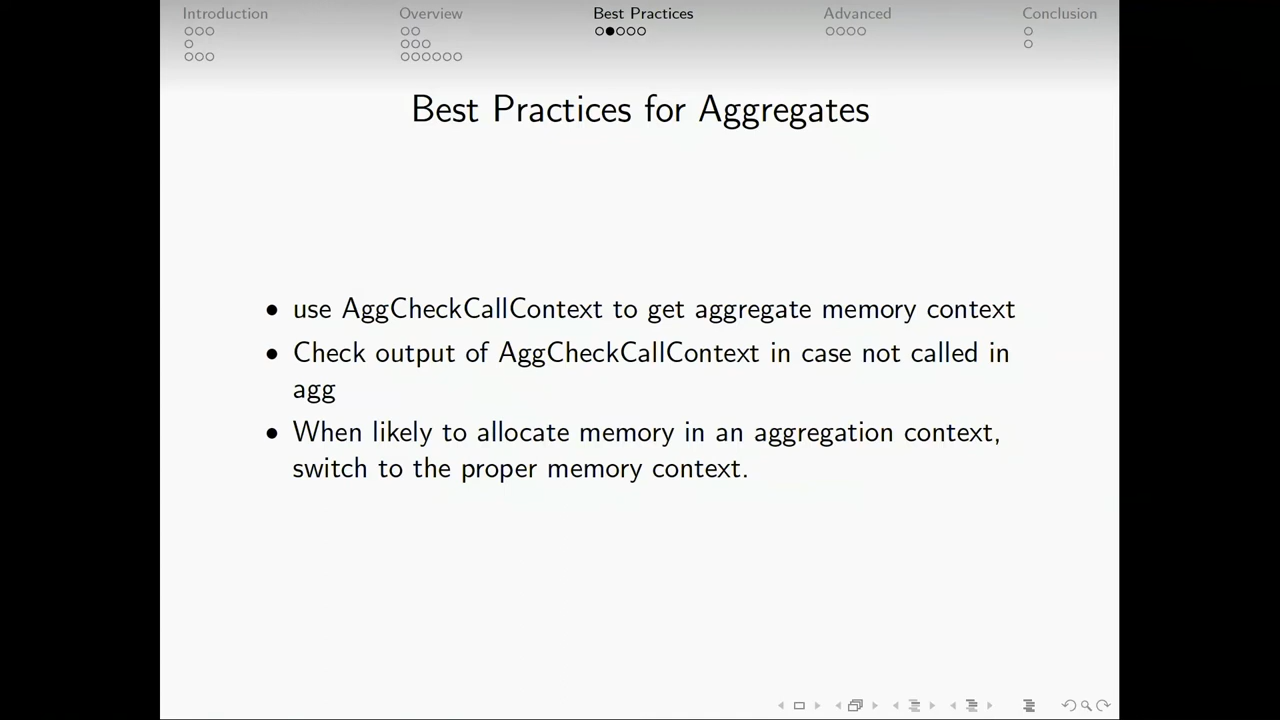 Introduction Overview Best Practices Advanced Conclusion
Best Practices for Aggregates
• use AggCheckCallContext to get aggregate memory context
• Check output of AggCheckCallContext in case not called in
agg
• When likely to allocate memory in an aggregation context,
switch to the proper memory context.